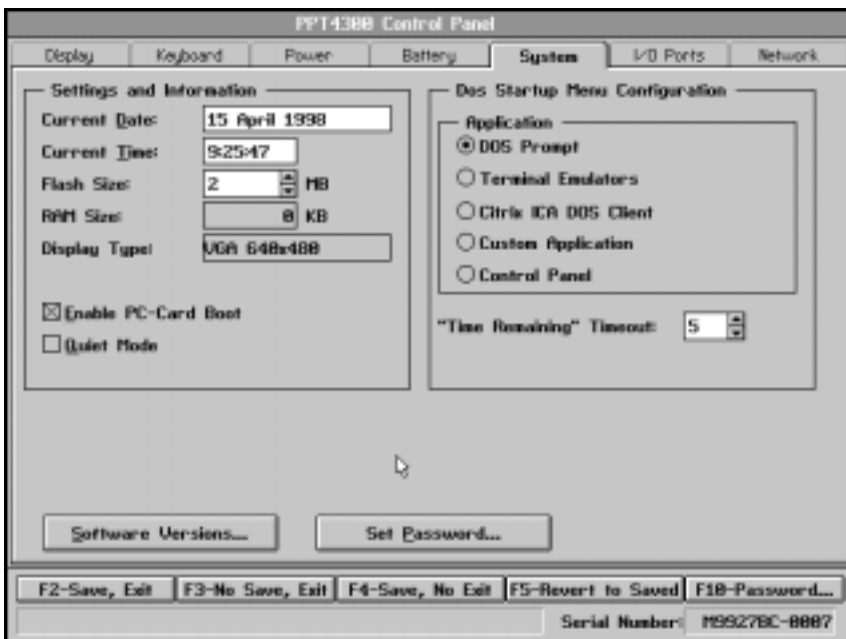 PPT4300 Control Panel
Display Keyboard Power Battery System I/O Ports Network
Settings and Information
Current Date: 15 April 1998
Current Time: 9:25:47
Flash Size: 2 MB
RAM Size: 0 KB
Display Type: VGA 640x480
Enable PC-Card Boot
Quiet Mode
Dos Startup Menu Configuration
Application
DOS Prompt
Terminal Emulators
Citrix ICA DOS Client
Custom Application
Control Panel
"Time Remaining" Timeout: 5
Software Versions... Set Password...
F2-Save, Exit F3-No Save, Exit F4-Save, No Exit F5-Revert to Saved F10-Password...
Serial Number: M9927BC-0007